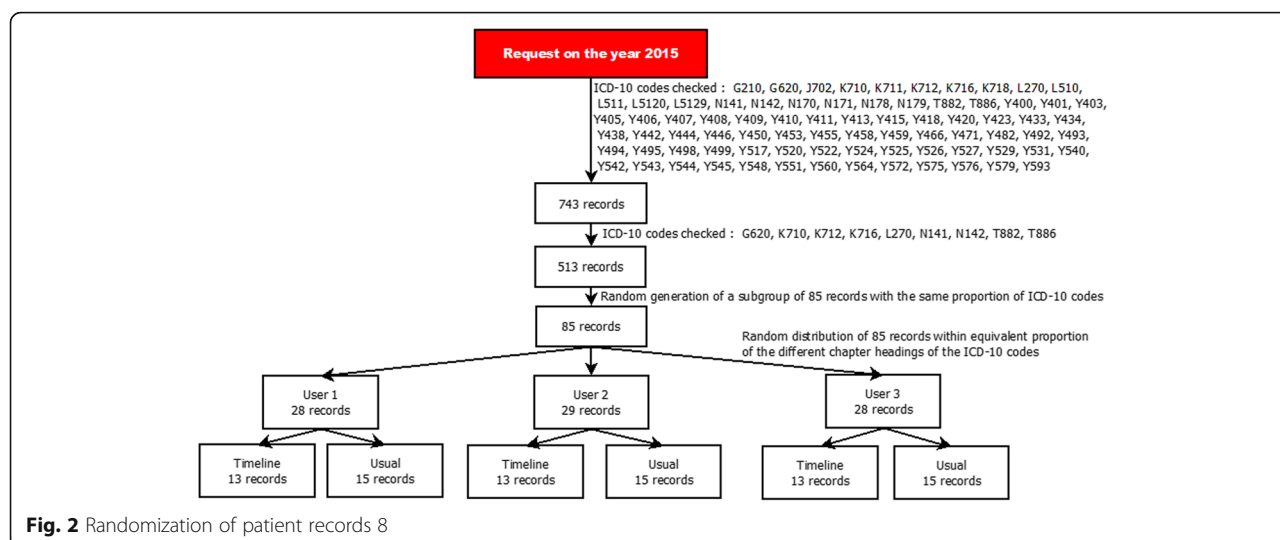 Request on the year 2015
ICD-10 codes checked : G210, G620, J702, K710, K711, K712, K716, K718, L270, L510,
L511, L5120, L5129, N141, N142, N170, N171, N178, N179, T882, T886, Y400, Y401, Y403,
Y405, Y406, Y407, Y408, Y409, Y410, Y411, Y413, Y415, Y418, Y420, Y423, Y433, Y434,
Y438, Y442, Y444, Y446, Y450, Y453, Y455, Y458, Y459, Y466, Y471, Y482, Y492, Y493,
Y494, Y495, Y498, Y499, Y517, Y520, Y522, Y524, Y525, Y526, Y527, Y529, Y531, Y540,
Y542, Y543, Y544, Y545, Y548, Y551, Y560, Y564, Y572, Y575, Y576, Y579, Y593
743 records
ICD-10 codes checked : G620, K710, K712, K716, L270, N141, N142, T882, T886
513 records
Random generation of a subgroup of 85 records with the same proportion of ICD-10 codes
85 records
Random distribution of 85 records within equivalent proportion
of the different chapter headings of the ICD-10 codes
User 1
28 records
User 2
29 records
User 3
28 records
Timeline
13 records
Usual
15 records
Timeline
13 records
Usual
15 records
Timeline
13 records
Usual
15 records
Fig. 2 Randomization of patient records 8